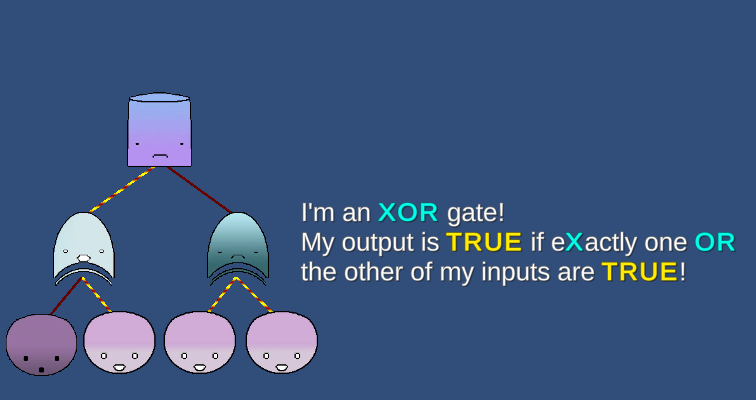 I'm an XOR gate!
My output is TRUE if eXactly one OR
the other of my inputs are TRUE!